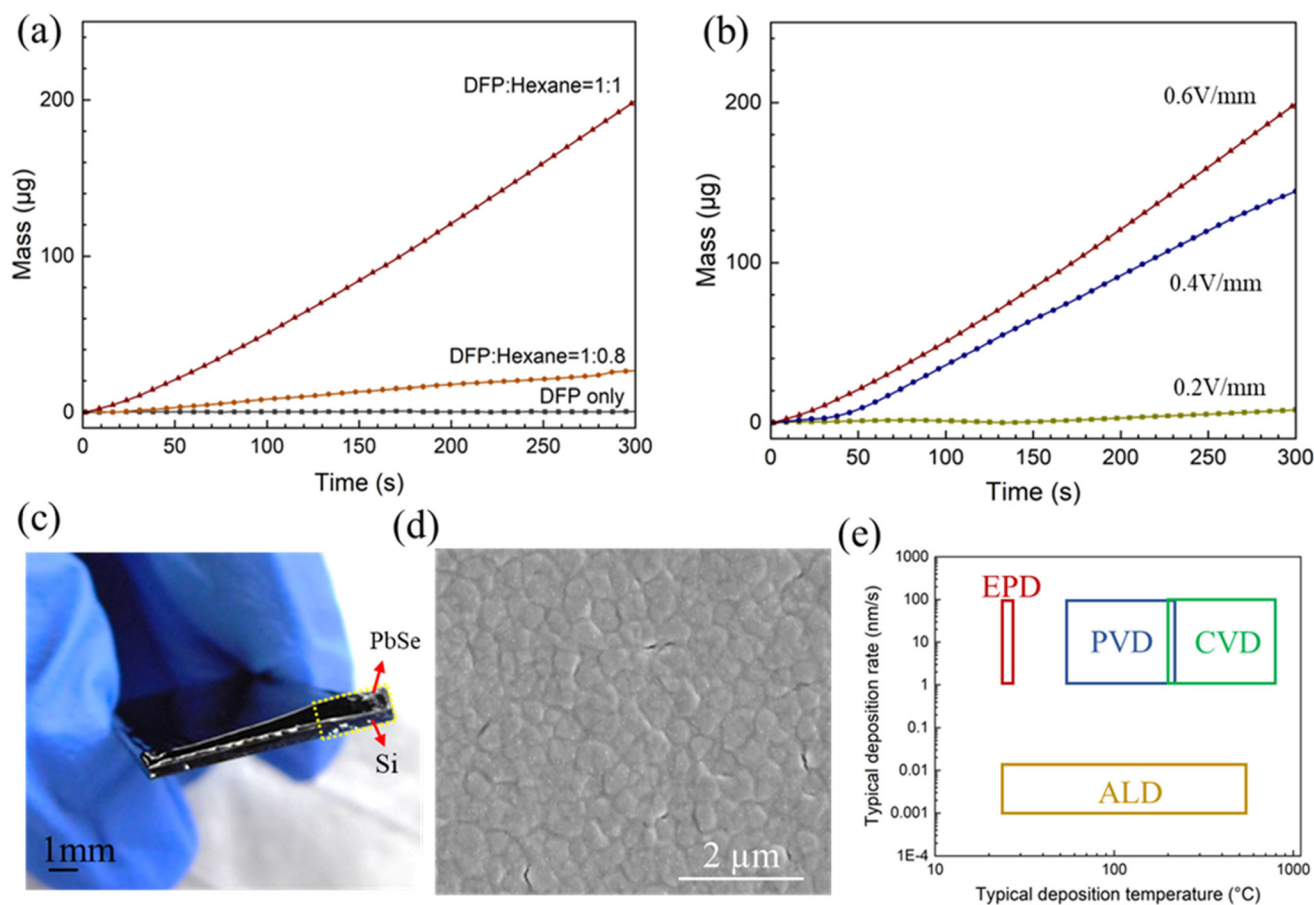 (a)
DFP:Hexane=1:1
DFP:Hexane=1:0.8
DFP only
Mass (µg)
200
100
0
0
50
100
150
200
250
300
Time (s)
(b)
0.6V/mm
0.4V/mm
0.2V/mm
Mass (µg)
200
100
0
0
50
100
150
200
250
300
Time (s)
(c)
PbSe
Si
1mm
(d)
2 µm
(e)
EPD
PVD
CVD
ALD
Typical deposition rate (nm/s)
1000
100
10
1
0.1
0.01
0.001
1E-4
10
100
1000
Typical deposition temperature (°C)